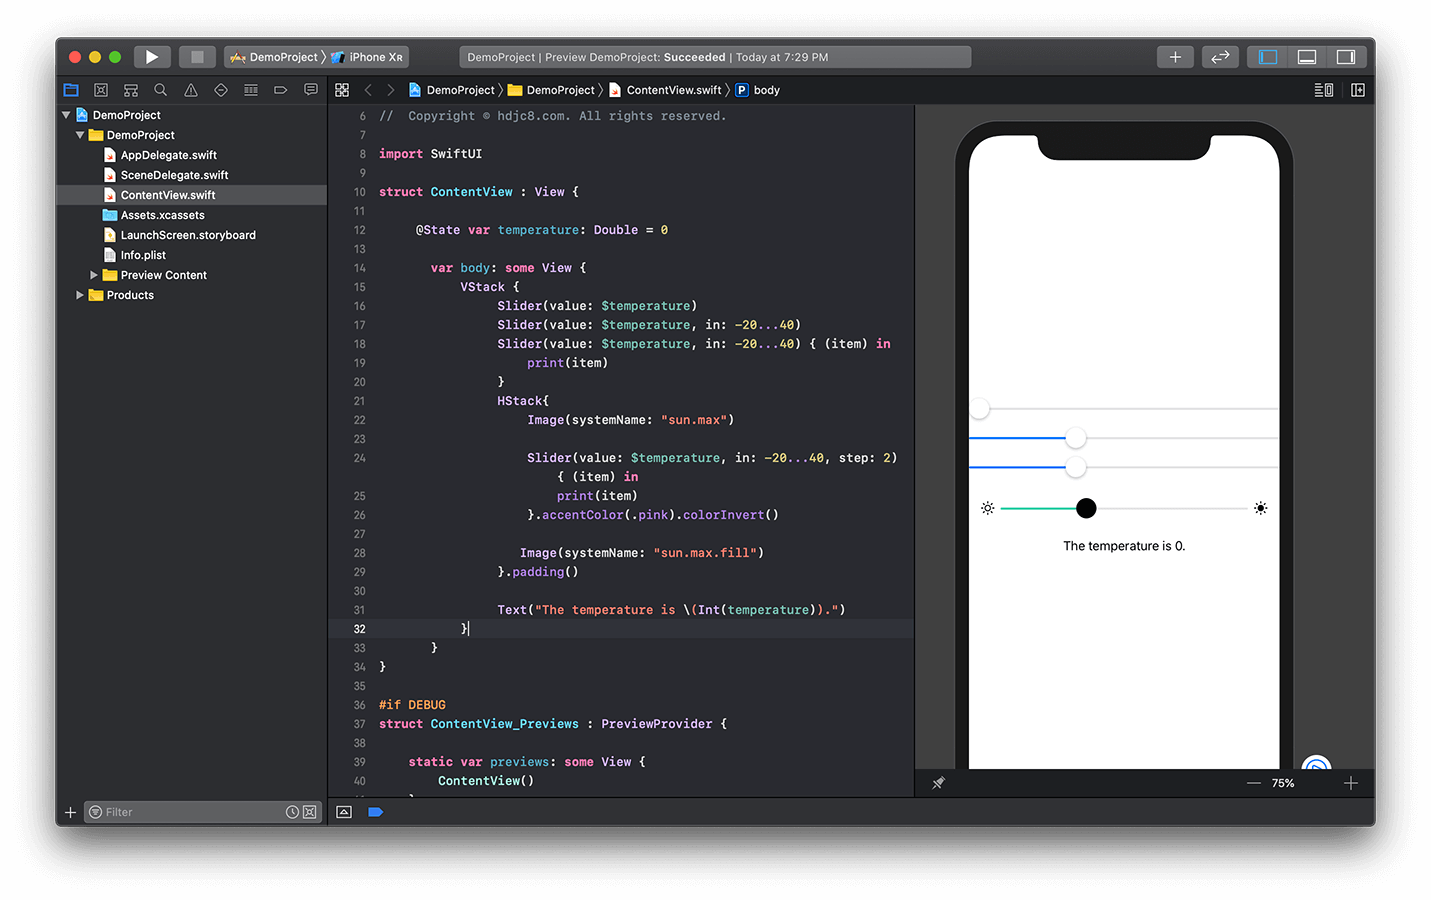 DemoProject iPhone XR
DemoProject | Preview DemoProject: Succeeded | Today at 7:29 PM
DemoProject DemoProject ContentView.swift P body
DemoProject
DemoProject
AppDelegate.swift
SceneDelegate.swift
ContentView.swift
Assets.xcassets
LaunchScreen.storyboard
Info.plist
Preview Content
Products
Filter
6 //  Copyright © hdjc8.com. All rights reserved.
7
8 import SwiftUI
9
10 struct ContentView : View {
11
12 @State var temperature: Double = 0
13
14 var body: some View {
15 VStack {
16 Slider(value: $temperature)
17 Slider(value: $temperature, in: -20...40)
18 Slider(value: $temperature, in: -20...40) { (item) in
19 print(item)
20 }
21 HStack{
22 Image(systemName: "sun.max")
23
24 Slider(value: $temperature, in: -20...40, step: 2)
{ (item) in
25 print(item)
26 }.accentColor(.pink).colorInvert()
27
28 Image(systemName: "sun.max.fill")
29 }.padding()
30
31 Text("The temperature is \(Int(temperature)).")
32 }
33 }
34 }
35
36 #if DEBUG
37 struct ContentView_Previews : PreviewProvider {
38
39 static var previews: some View {
40 ContentView()
The temperature is 0.
75%